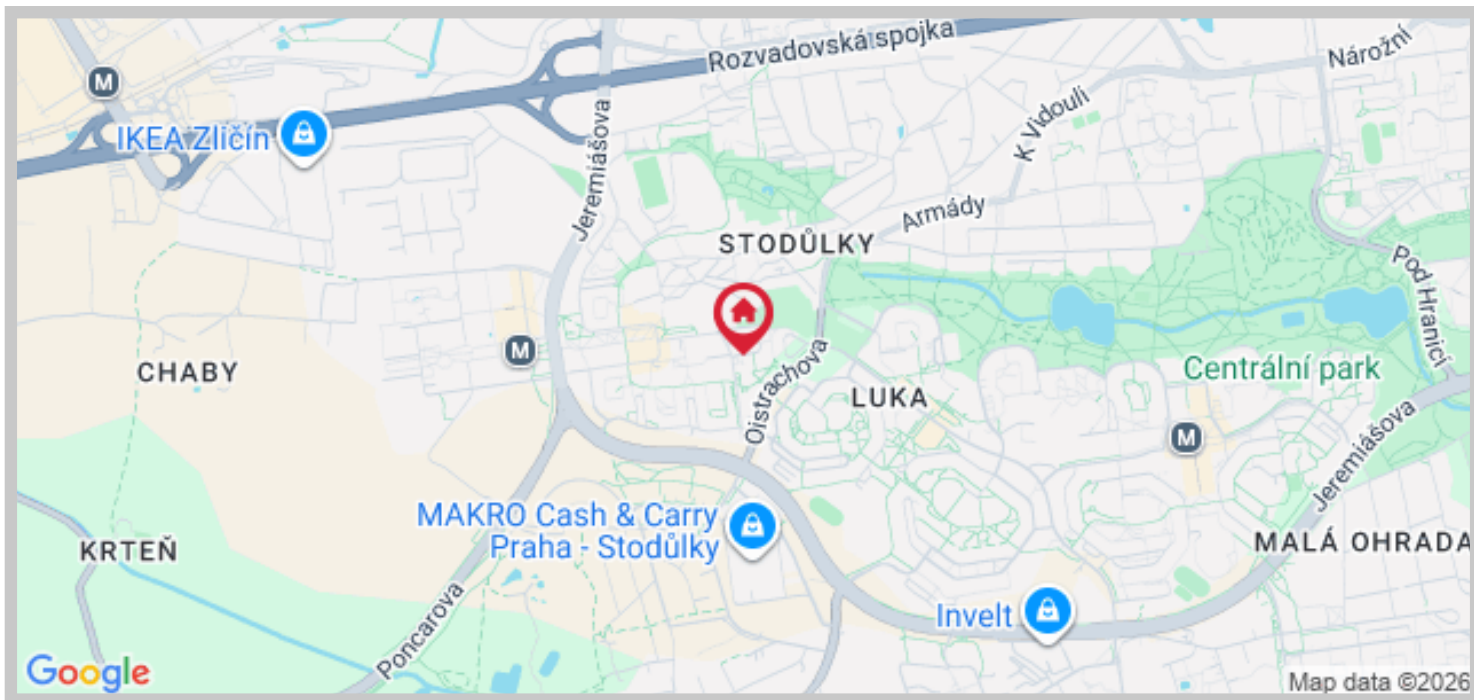 Rozvadovská spojka
Nárožní
M
IKEA Zličín
Jeremiášova
K Vidouli
Armády
STODŮLKY
Pod Hranicí
M
CHABY
Centrální park
LUKA
Oistrachova
M
Jeremiášova
MAKRO Cash & Carry
Praha - Stodůlky
KRTEŇ
MALÁ OHRADA
Poncarova
Invelt
Google
Map data ©2026